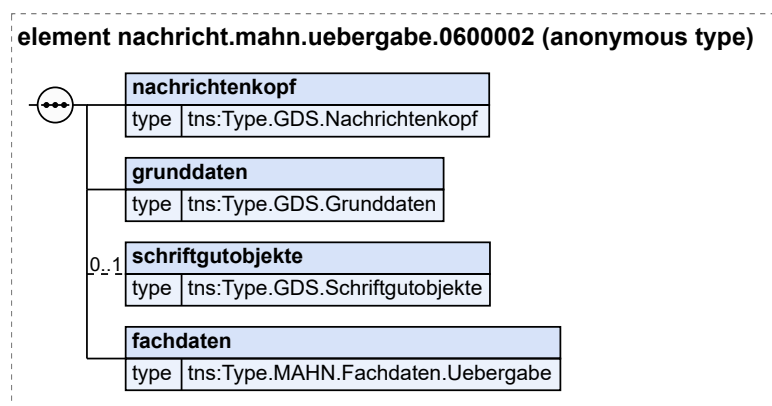 element nachricht.mahn.uebergabe.0600002 (anonymous type)
nachrichtenkopf
type tns:Type.GDS.Nachrichtenkopf
grunddaten
type tns:Type.GDS.Grunddaten
0..1
schriftgutobjekte
type tns:Type.GDS.Schriftgutobjekte
fachdaten
type tns:Type.MAHN.Fachdaten.Uebergabe